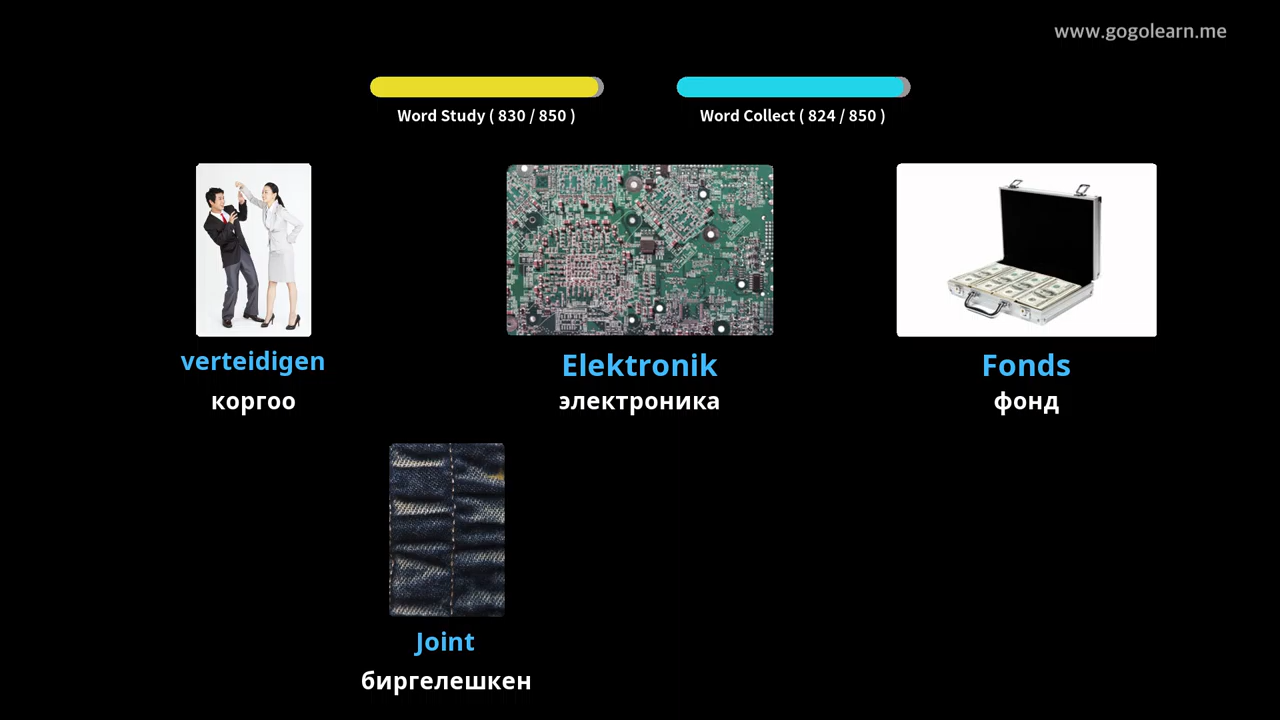 www.gogolearn.me
Word Study ( 830 / 850 )
Word Collect ( 824 / 850 )
verteidigen
Elektronik
Fonds
коргоо
электроника
фонд
Joint
биргелешкен